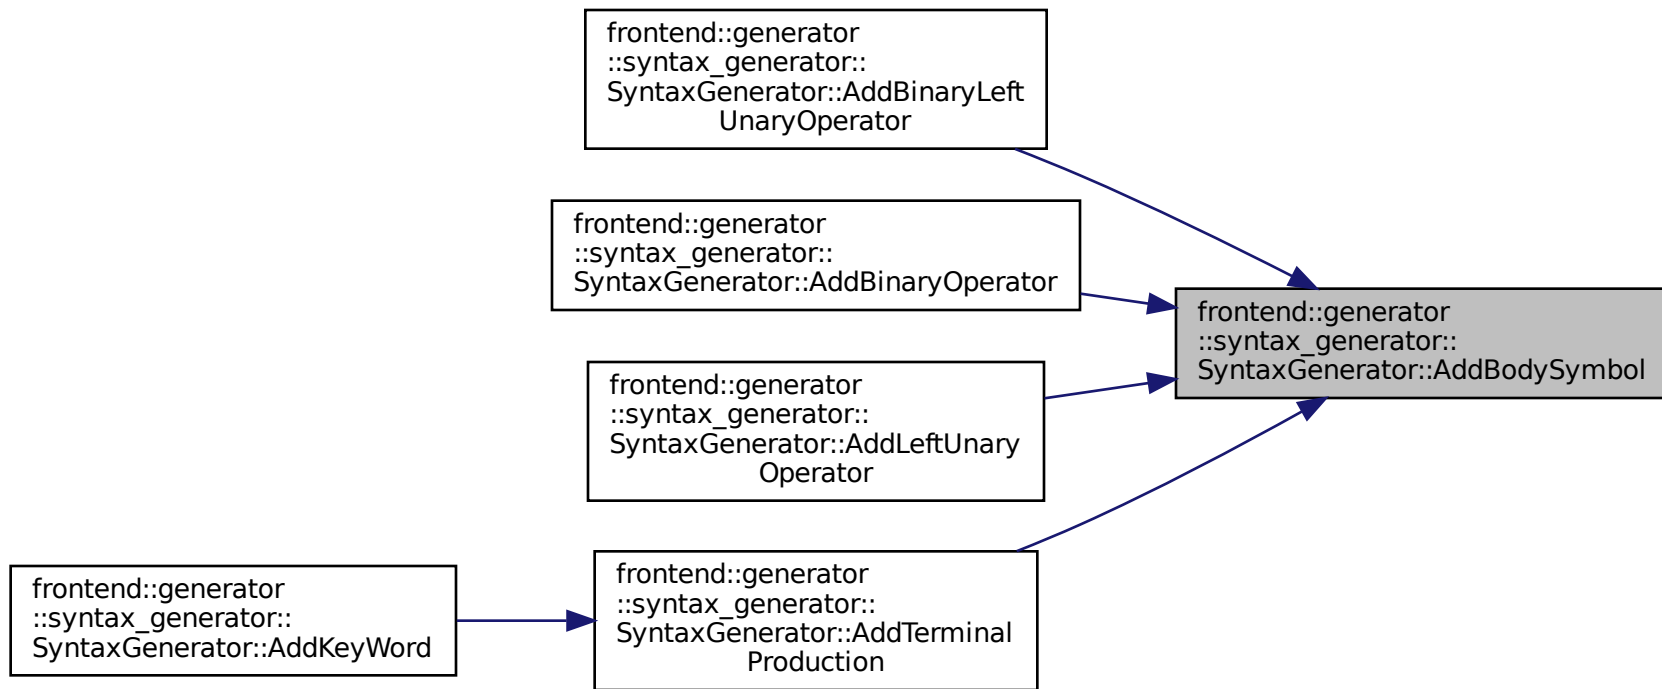 frontend::generator
::syntax_generator::
SyntaxGenerator::AddBinaryLeft
UnaryOperator
frontend::generator
::syntax_generator::
SyntaxGenerator::AddBinaryOperator
frontend::generator
::syntax_generator::
SyntaxGenerator::AddBodySymbol
frontend::generator
::syntax_generator::
SyntaxGenerator::AddLeftUnary
Operator
frontend::generator
::syntax_generator::
SyntaxGenerator::AddTerminal
Production
frontend::generator
::syntax_generator::
SyntaxGenerator::AddKeyWord